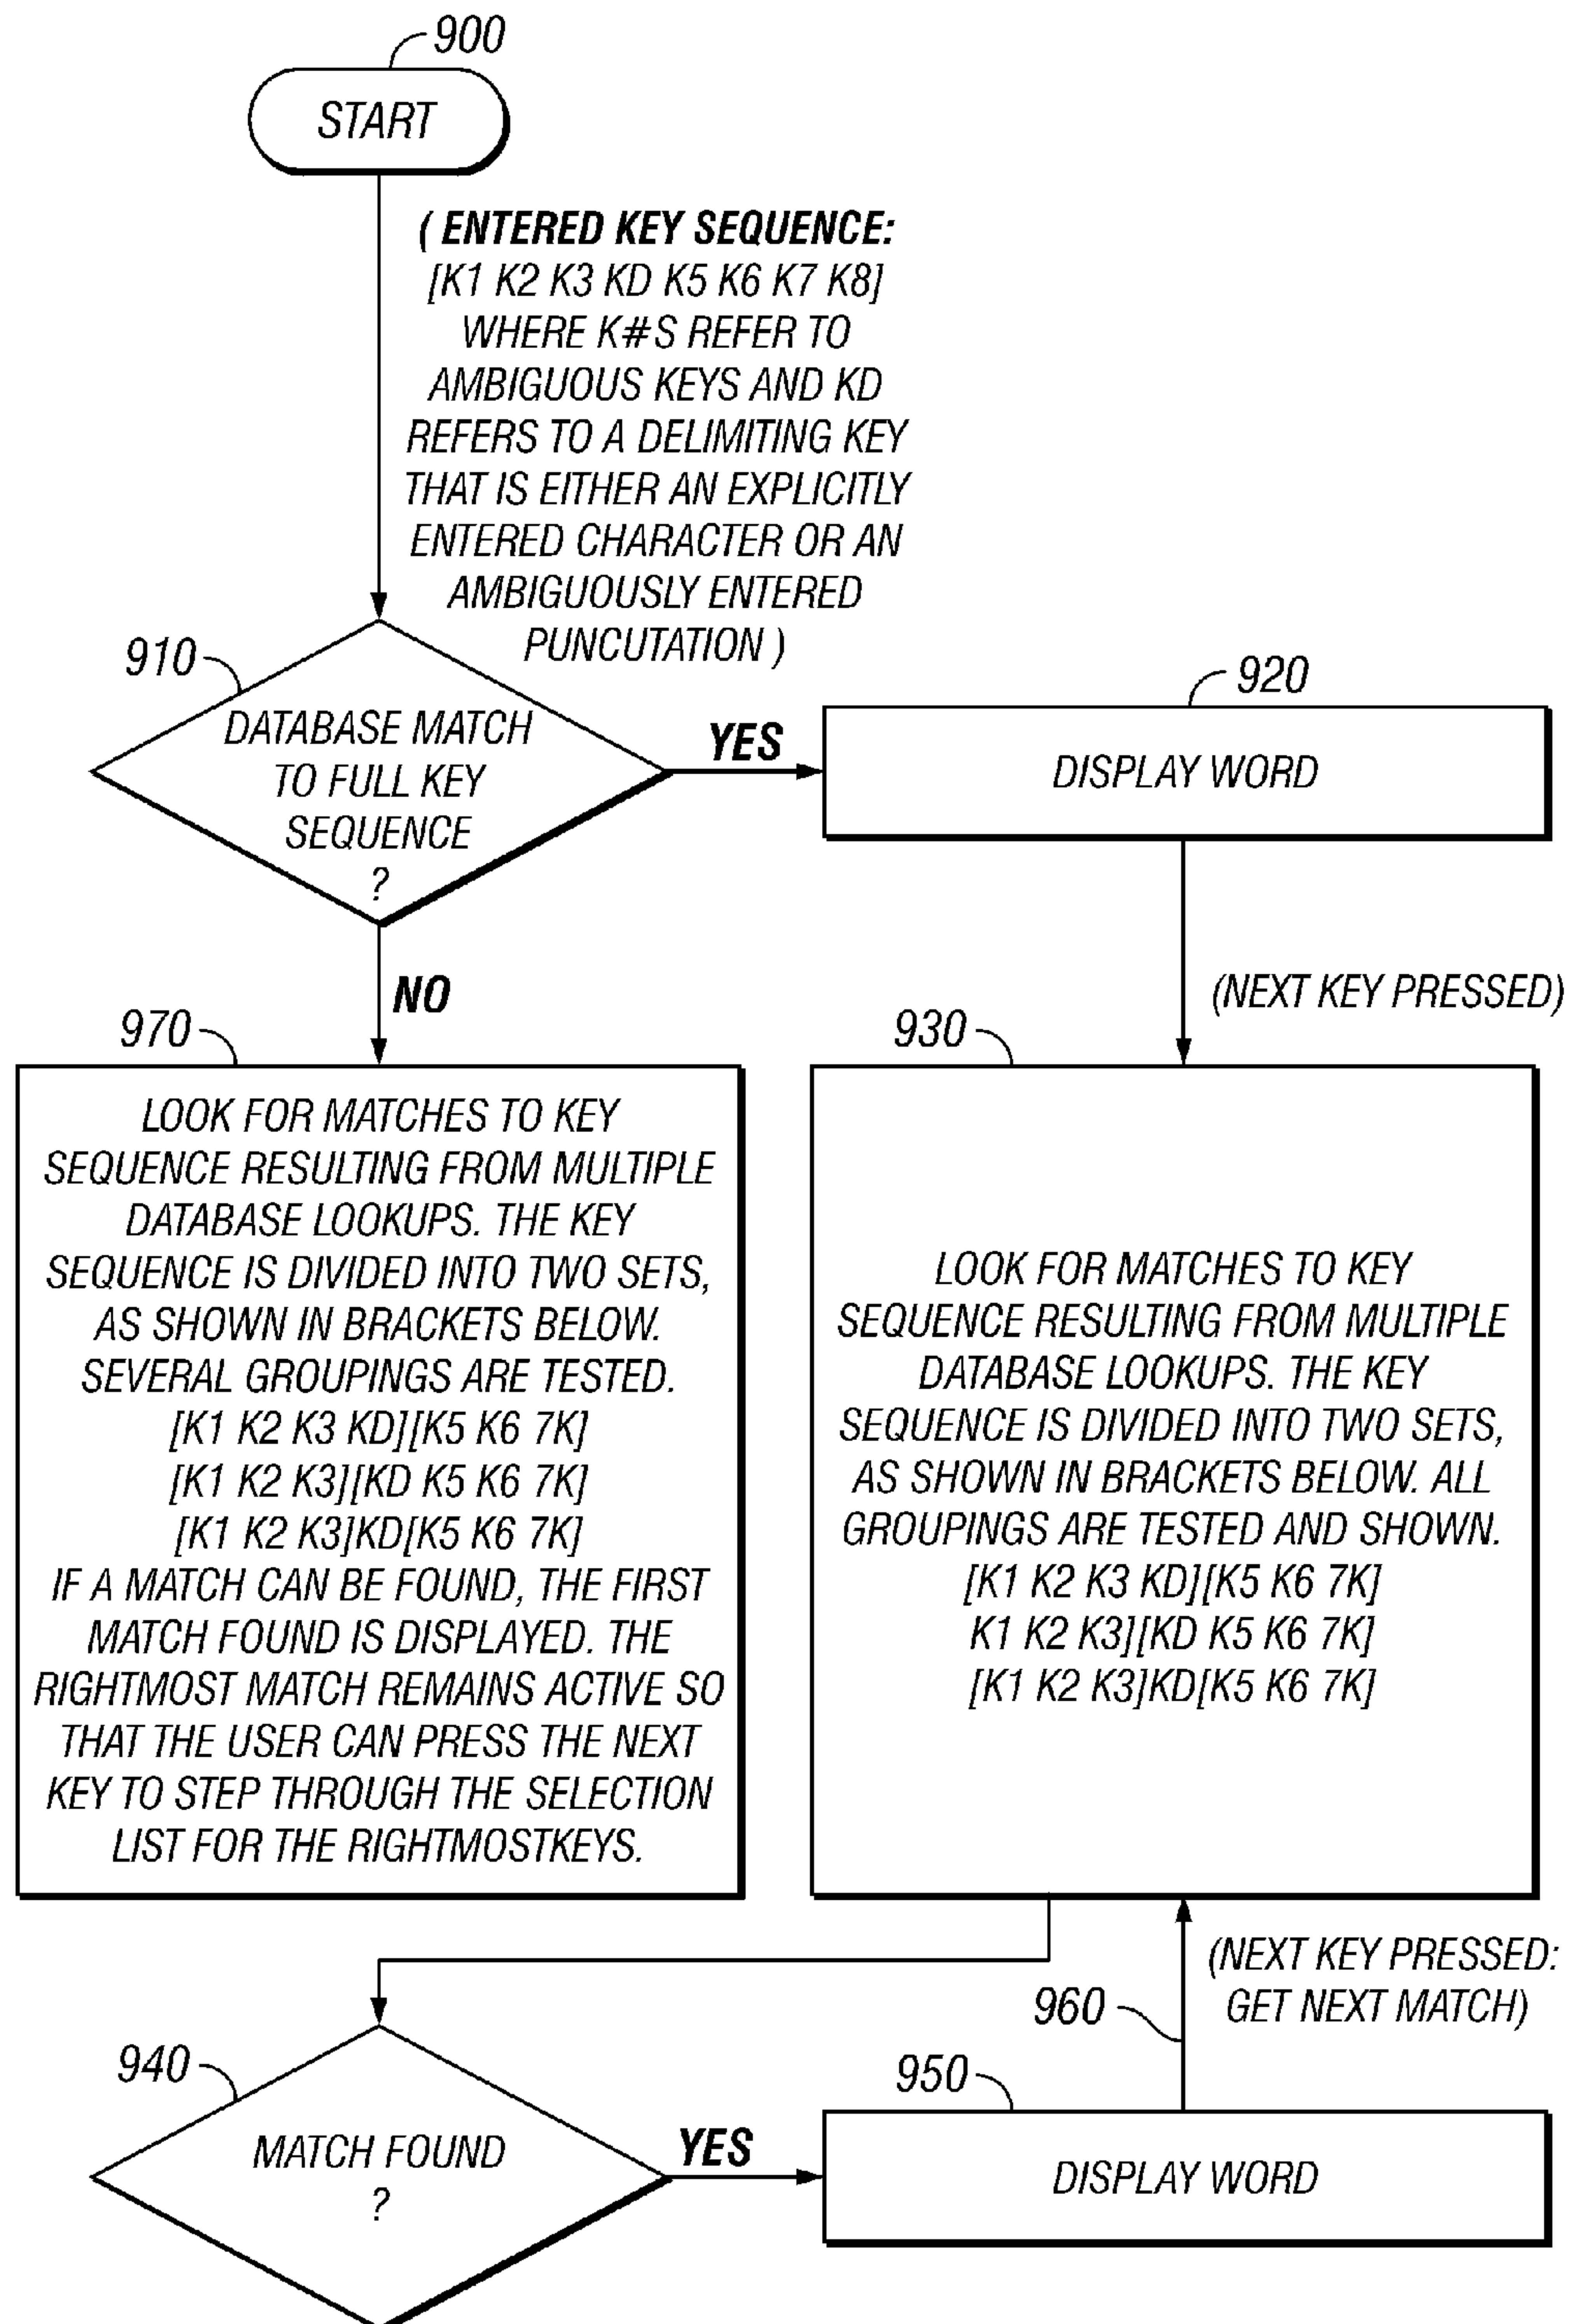 900
START
( ENTERED KEY SEQUENCE:
[K1 K2 K3 KD K5 K6 K7 K8]
WHERE K#S REFER TO
AMBIGUOUS KEYS AND KD
REFERS TO A DELIMITING KEY
THAT IS EITHER AN EXPLICITLY
ENTERED CHARACTER OR AN
AMBIGUOUSLY ENTERED
PUNCUTATION )
910
DATABASE MATCH
TO FULL KEY
SEQUENCE
?
YES
920
DISPLAY WORD
NO
(NEXT KEY PRESSED)
970
LOOK FOR MATCHES TO KEY
SEQUENCE RESULTING FROM MULTIPLE
DATABASE LOOKUPS. THE KEY
SEQUENCE IS DIVIDED INTO TWO SETS,
AS SHOWN IN BRACKETS BELOW.
SEVERAL GROUPINGS ARE TESTED.
[K1 K2 K3 KD][K5 K6 7K]
[K1 K2 K3][KD K5 K6 7K]
[K1 K2 K3]KD[K5 K6 7K]
IF A MATCH CAN BE FOUND, THE FIRST
MATCH FOUND IS DISPLAYED. THE
RIGHTMOST MATCH REMAINS ACTIVE SO
THAT THE USER CAN PRESS THE NEXT
KEY TO STEP THROUGH THE SELECTION
LIST FOR THE RIGHTMOSTKEYS.
930
LOOK FOR MATCHES TO KEY
SEQUENCE RESULTING FROM MULTIPLE
DATABASE LOOKUPS. THE KEY
SEQUENCE IS DIVIDED INTO TWO SETS,
AS SHOWN IN BRACKETS BELOW. ALL
GROUPINGS ARE TESTED AND SHOWN.
[K1 K2 K3 KD][K5 K6 7K]
K1 K2 K3][KD K5 K6 7K]
[K1 K2 K3]KD[K5 K6 7K]
(NEXT KEY PRESSED:
GET NEXT MATCH)
960
940
MATCH FOUND
?
YES
950
DISPLAY WORD